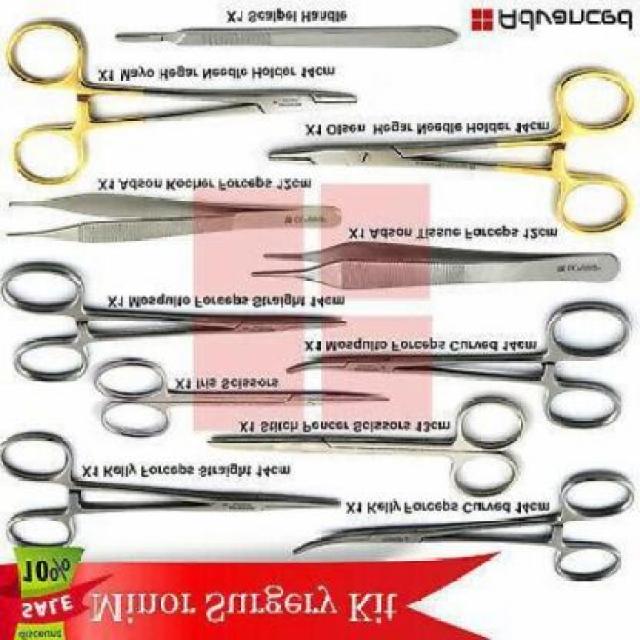 X1 Scalpel Handle
Advanced
X1 Mayo Hegar Needle Holder 14cm
X1 Olsen Hegar Needle Holder 14cm
X1 Adson Kocher Forceps 12cm
X1 Adson Tissue Forceps 12cm
X1 Mosquito Forceps Straight 14cm
X1 Mosquito Forceps Curved 14cm
X1 Iris Scissors
X1 Stitch Pencer Scissors 13cm
X1 Kelly Forceps Straight 14cm
X1 Kelly Forceps Curved 14cm
10%
SALE
discount
Minor Surgery Kit